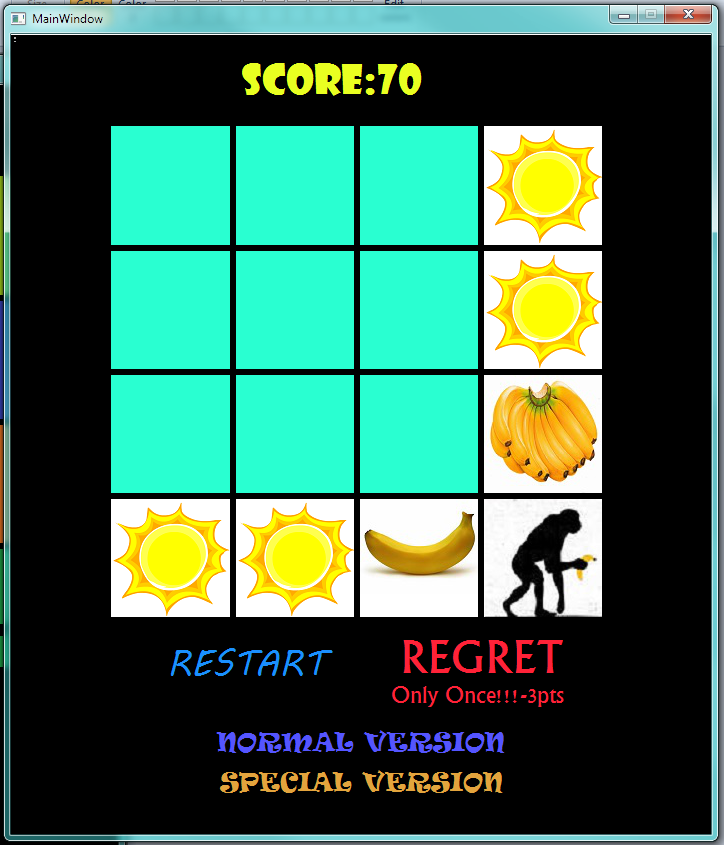 MainWindow
SCORE:70
RESTART
REGRET
Only Once!!!-3pts
NORMAL VERSION
SPECIAL VERSION